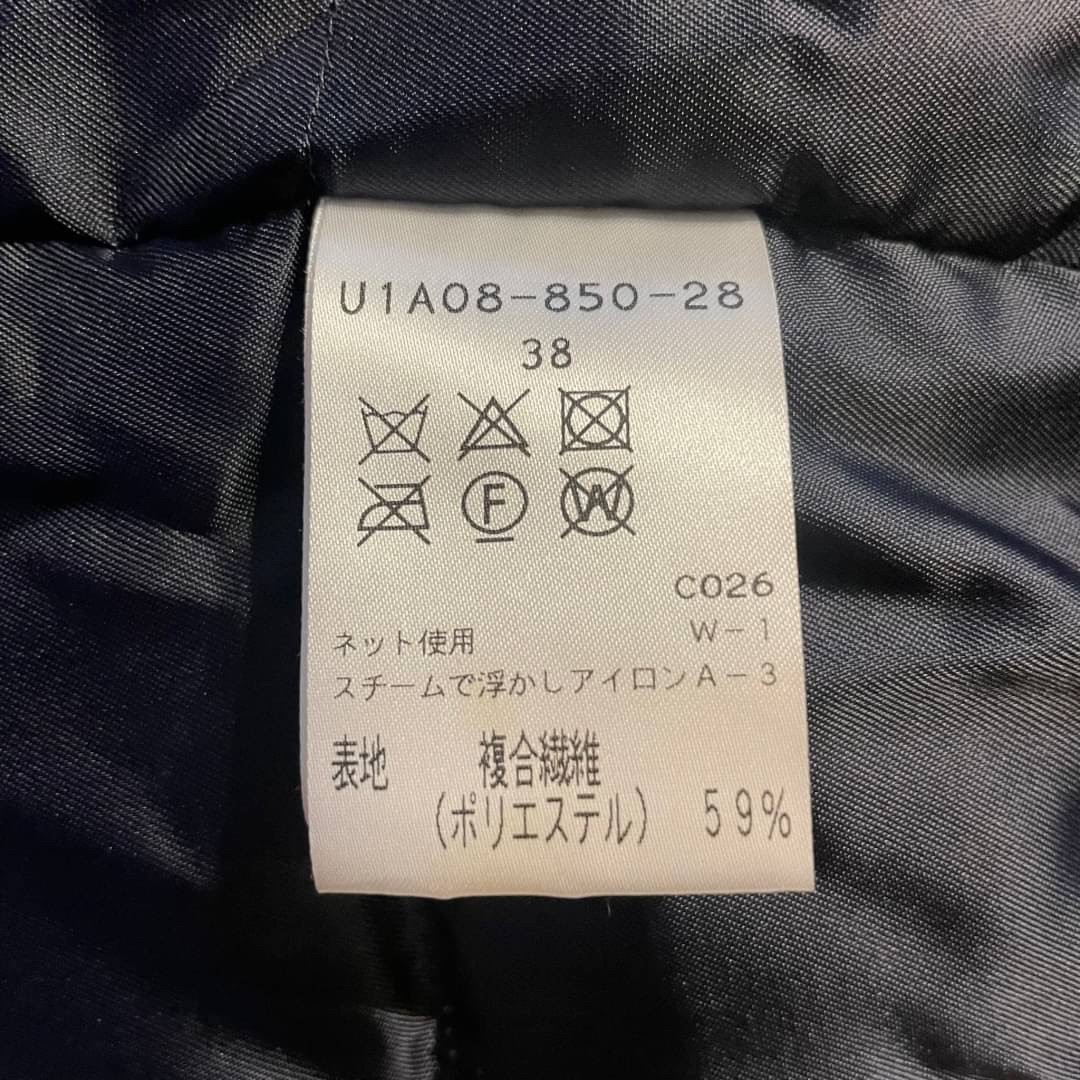 U1A08-850-28
38
F W
C026
ネット使用 W-1
スチームで浮かしアイロン A-3
表地 複合繊維
(ポリエステル) 59%